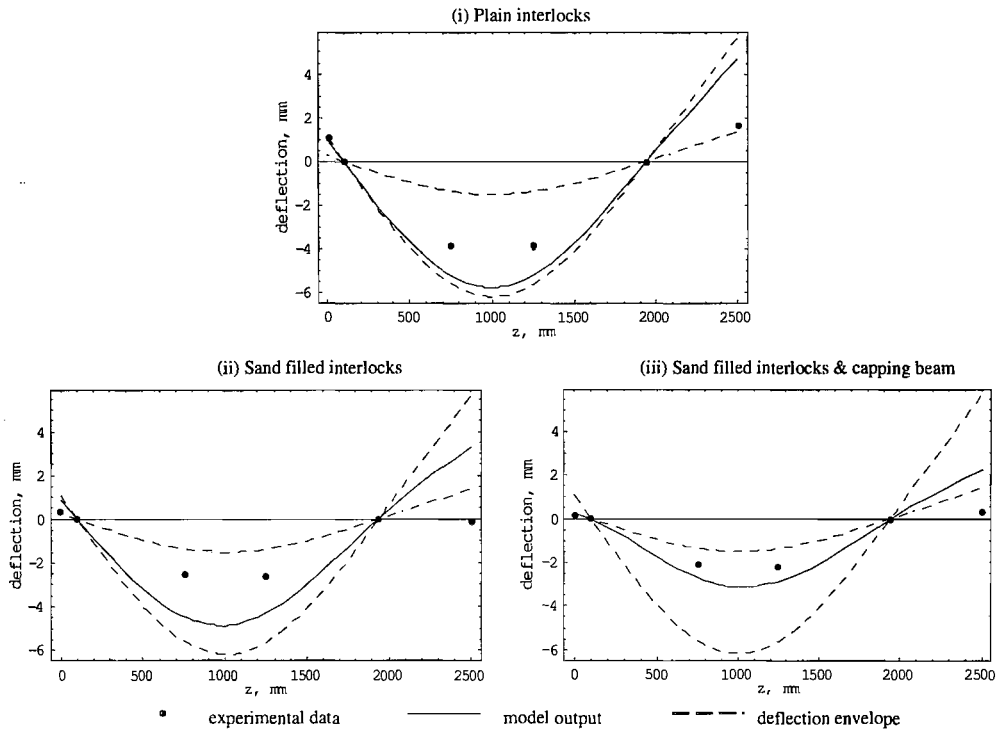 (i) Plain interlocks
4
2
0
-2
-4
-6
deflection, mm
0 500 1000 1500 2000 2500
z, mm
(ii) Sand filled interlocks
4
2
0
-2
-4
-6
deflection, mm
0 500 1000 1500 2000 2500
z, mm
(iii) Sand filled interlocks & capping beam
4
2
0
-2
-4
-6
deflection, mm
0 500 1000 1500 2000 2500
z, mm
experimental data model output deflection envelope